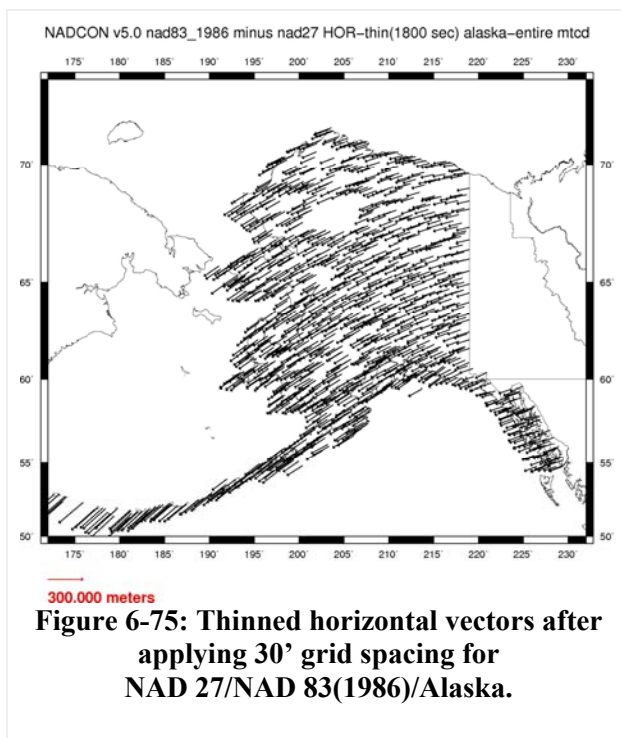 NADCON v5.0 nad83_1986 minus nad27 HOR-thin(1800 sec) alaska-entire mtcd
175˚ 180˚ 185˚ 190˚ 195˚ 200˚ 205˚ 210˚ 215˚ 220˚ 225˚ 230˚
70˚ 70˚
65˚ 65˚
60˚ 60˚
55˚ 55˚
50˚ 50˚
175˚ 180˚ 185˚ 190˚ 195˚ 200˚ 205˚ 210˚ 215˚ 220˚ 225˚ 230˚
300.000 meters
Figure 6-75: Thinned horizontal vectors after
applying 30’ grid spacing for
NAD 27/NAD 83(1986)/Alaska.